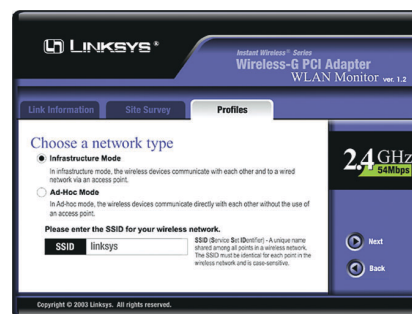 LINKSYS®
Instant Wireless® Series
Wireless-G PCI Adapter
WLAN Monitor ver. 1.2
Link Information Site Survey Profiles
Choose a network type
Infrastructure Mode
In infrastructure mode, the wireless devices communicate with each other and to a wired
network via an access point.
Ad-Hoc Mode
In Ad-hoc mode, the wireless devices communicate directly with each other without the use of
an access point.
Please enter the SSID for your wireless network.
SSID linksys
SSID (Service Set IDentifier) - A unique name
shared among all points in a wireless network.
The SSID must be identical for each point in the
wireless network and is case-sensitive.
2.4 GHz
54Mbps
Next
Back
Copyright © 2003 Linksys. All rights reserved.